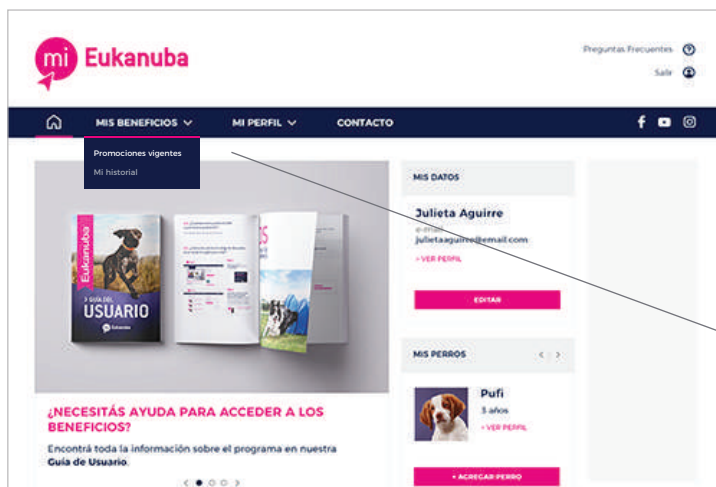 mi Eukanuba
Preguntas Frecuentes
Salir
MIS BENEFICIOS
MI PERFIL
CONTACTO
Promociones vigentes
Mi historial
Eukanuba
GUÍA DEL
USUARIO
Eukanuba
¿NECESITÁS AYUDA PARA ACCEDER A LOS
BENEFICIOS?
Encontrá toda la información sobre el programa en nuestra
Guía de Usuario.
MIS DATOS
Julieta Aguirre
e-mail
julietaaguirre@email.com
+ VER PERFIL
EDITAR
MIS PERROS
Pufi
3 años
+ VER PERFIL
+ AGREGAR PERRO